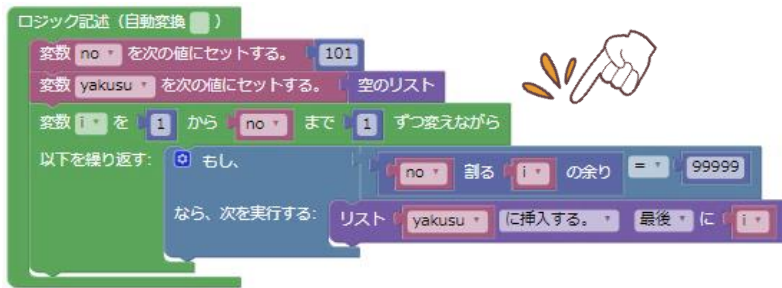 ロジック記述（自動変換 ）
変数 no を次の値にセットする。 101
変数 yakusu を次の値にセットする。 空のリスト
変数 i を 1 から no まで 1 ずつ変えながら
以下を繰り返す: もし、 no 割る i の余り = 99999
なら、次を実行する: リスト yakusu に挿入する。 最後 に i